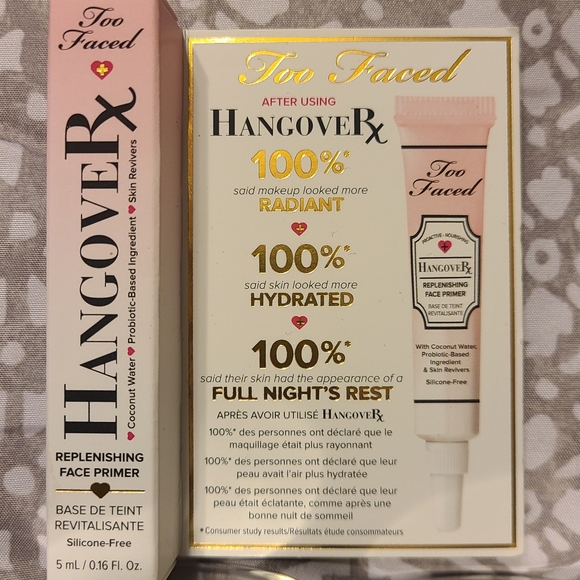 Too
Faced
HANGOVERX
Coconut Water ♥ Probiotic-Based Ingredient ♥ Skin Revivers
REPLENISHING
FACE PRIMER
BASE DE TEINT
REVITALISANTE
Silicone-Free
5 mL / 0.16 Fl. Oz.
Too Faced
AFTER USING
HANGOVERX
100%*
said makeup looked more
RADIANT
100%*
said skin looked more
HYDRATED
100%*
said their skin had the appearance of a
FULL NIGHT'S REST
APRÈS AVOIR UTILISÉ HANGOVERX
100%* des personnes ont déclaré que le
maquillage était plus rayonnant
100%* des personnes ont déclaré que leur
peau avait l'air plus hydratée
100%* des personnes ont déclaré que leur
peau était éclatante, comme après une
bonne nuit de sommeil
*Consumer study results/Résultats étude consommateurs
Too
Faced
PROACTIVE • NOURISHING
HANGOVERX
REPLENISHING
FACE PRIMER
BASE DE TEINT
REVITALISANTE
With Coconut Water,
Probiotic-Based
Ingredient
& Skin Revivers
Silicone-Free